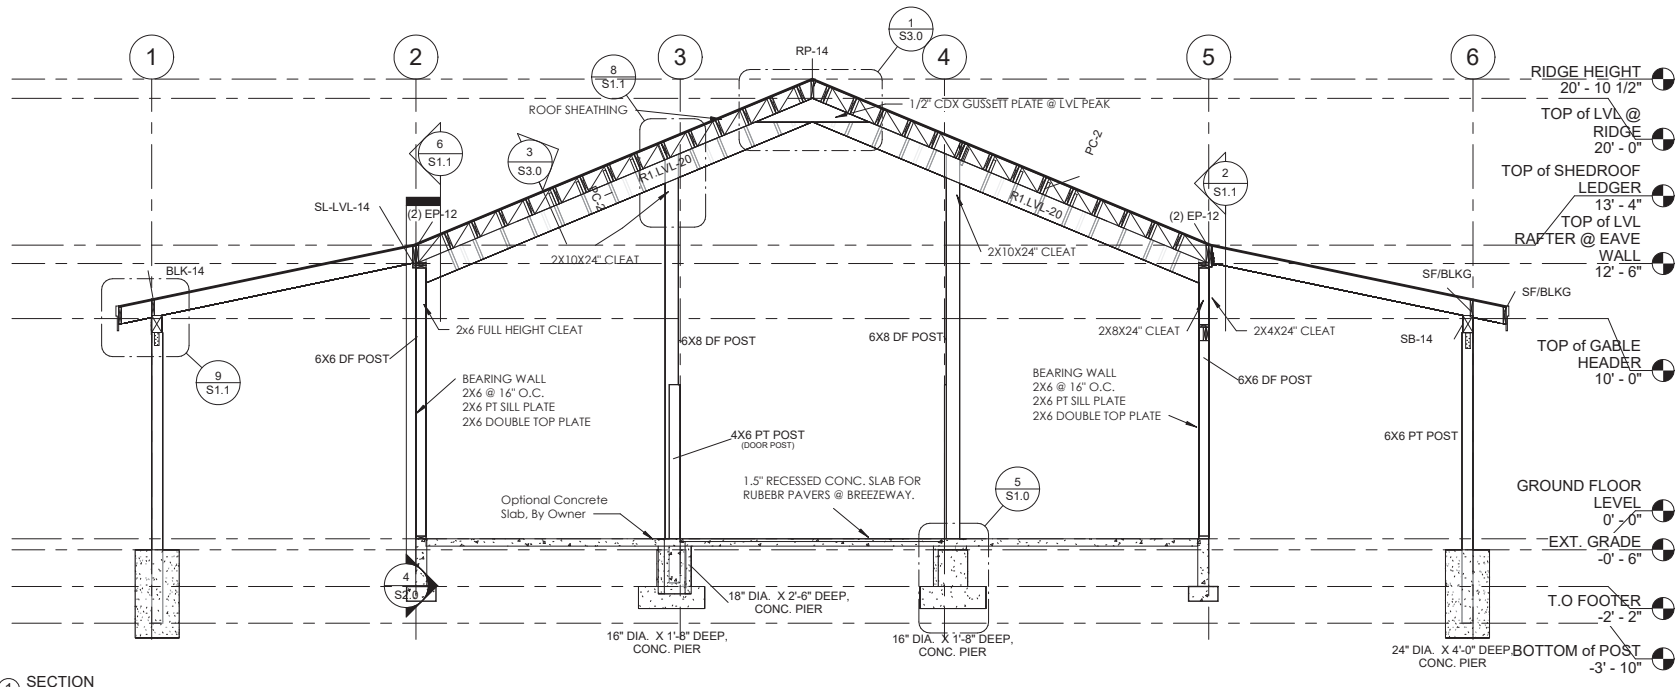 1
2
3
4
5
6
1
S3.0
RP-14
8
S1.1
ROOF SHEATHING
1/2" CDX GUSSETT PLATE @ LVL PEAK
PC-2
6
S1.1
3
S3.0
R1.LVL-20
PC-2
2
S1.1
SL-LVL-14
(2) EP-12
R1.LVL-20
(2) EP-12
2X10X24" CLEAT
2X10X24" CLEAT
BLK-14
SF/BLKG
SF/BLKG
2x6 FULL HEIGHT CLEAT
6X6 DF POST
6X8 DF POST
6X8 DF POST
2X8X24" CLEAT
2X4X24" CLEAT
SB-14
9
S1.1
BEARING WALL
2X6 @ 16" O.C.
2X6 PT SILL PLATE
2X6 DOUBLE TOP PLATE
BEARING WALL
2X6 @ 16" O.C.
2X6 PT SILL PLATE
2X6 DOUBLE TOP PLATE
6X6 DF POST
4X6 PT POST
(DOOR POST)
6X6 PT POST
1.5" RECESSED CONC. SLAB FOR
RUBEBR PAVERS @ BREEZEWAY.
5
S1.0
Optional Concrete
Slab, By Owner
4
S2.0
18" DIA. X 2'-6" DEEP,
CONC. PIER
16" DIA. X 1'-8" DEEP,
CONC. PIER
16" DIA. X 1'-8" DEEP,
CONC. PIER
24" DIA. X 4'-0" DEEP,
CONC. PIER
RIDGE HEIGHT
20' - 10 1/2"
TOP of LVL @
RIDGE
20' - 0"
TOP of SHEDROOF
LEDGER
13' - 4"
TOP of LVL
RAFTER @ EAVE
WALL
12' - 6"
TOP of GABLE
HEADER
10' - 0"
GROUND FLOOR
LEVEL
0' - 0"
EXT. GRADE
-0' - 6"
T.O FOOTER
-2' - 2"
BOTTOM of POST
-3' - 10"
SECTION